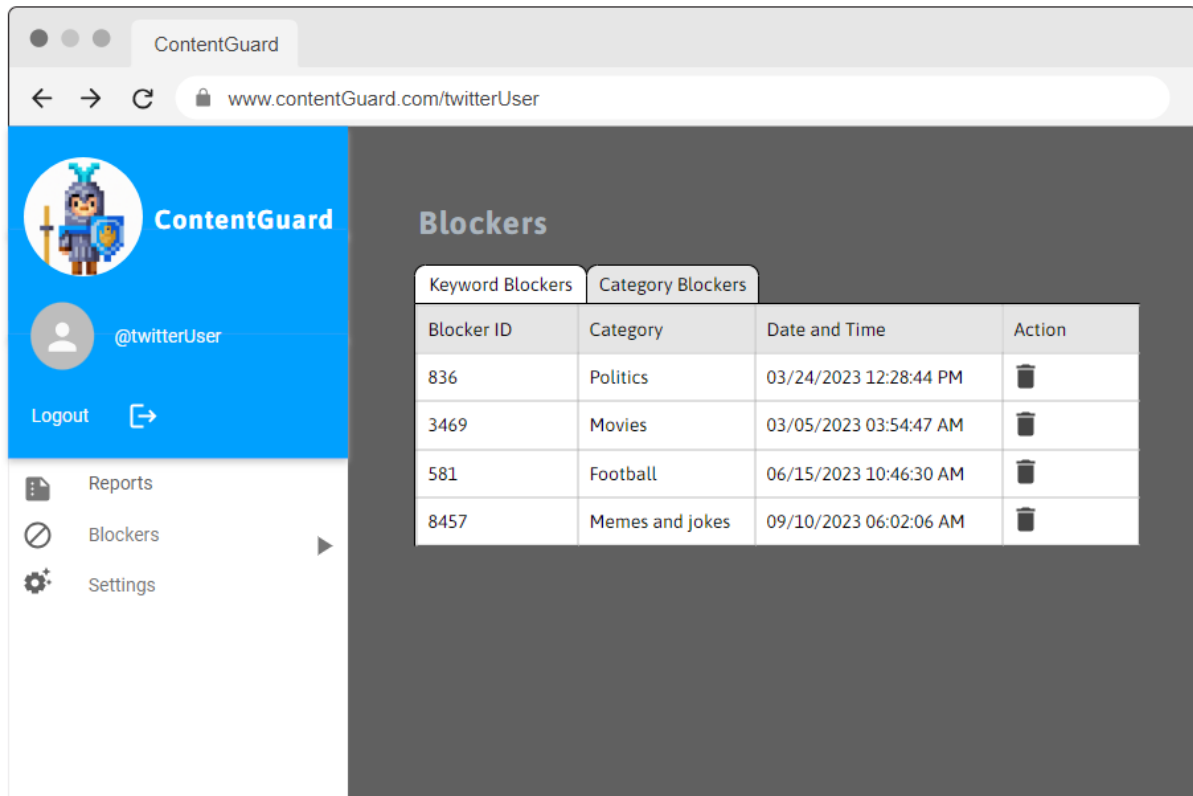 ContentGuard
www.contentGuard.com/twitterUser
ContentGuard
@twitterUser
Logout
Reports
Blockers
Settings
Blockers
Keyword Blockers Category Blockers
Blocker ID Category Date and Time Action
836 Politics 03/24/2023 12:28:44 PM
3469 Movies 03/05/2023 03:54:47 AM
581 Football 06/15/2023 10:46:30 AM
8457 Memes and jokes 09/10/2023 06:02:06 AM